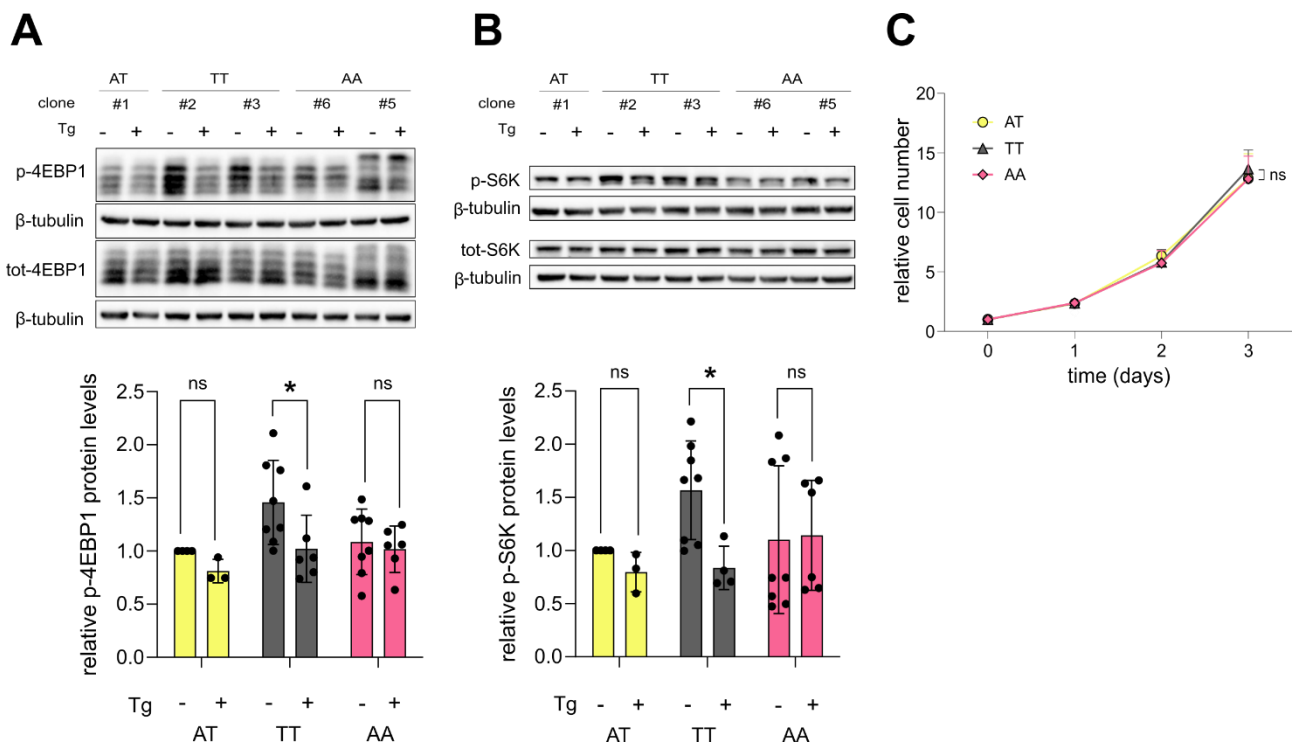 A
AT TT AA
clone #1 #2 #3 #6 #5
Tg - + - + - + - + - +
p-4EBP1
β-tubulin
tot-4EBP1
β-tubulin
relative p-4EBP1 protein levels
2.5
2.0
1.5
1.0
0.5
0.0
ns * ns
Tg - + - + - +
AT TT AA
B
AT TT AA
clone #1 #2 #3 #6 #5
Tg - + - + - + - + - +
p-S6K
β-tubulin
tot-S6K
β-tubulin
relative p-S6K protein levels
2.5
2.0
1.5
1.0
0.5
0.0
ns * ns
Tg - + - + - +
AT TT AA
C
relative cell number
20
15
10
5
0
AT
TT
AA
ns
0 1 2 3
time (days)